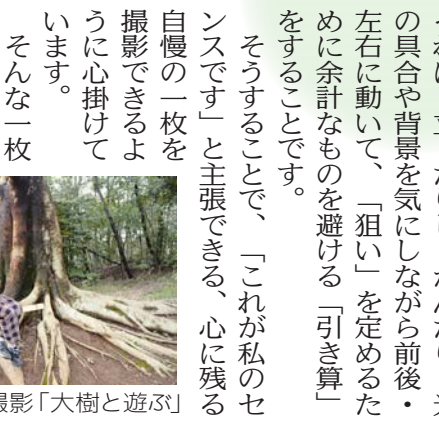 の具合や背景を気にしながら前後・
左右に動いて、「狙い」を定めるた
めに余計なものを避ける「引き算」
をすることです。
そうすることで、「これが私のセ
ンスです」と主張できる、心に残る
自慢の一枚を
撮影できるよ
うに心掛けて
います。
そんな一枚
撮影「大樹と遊ぶ」